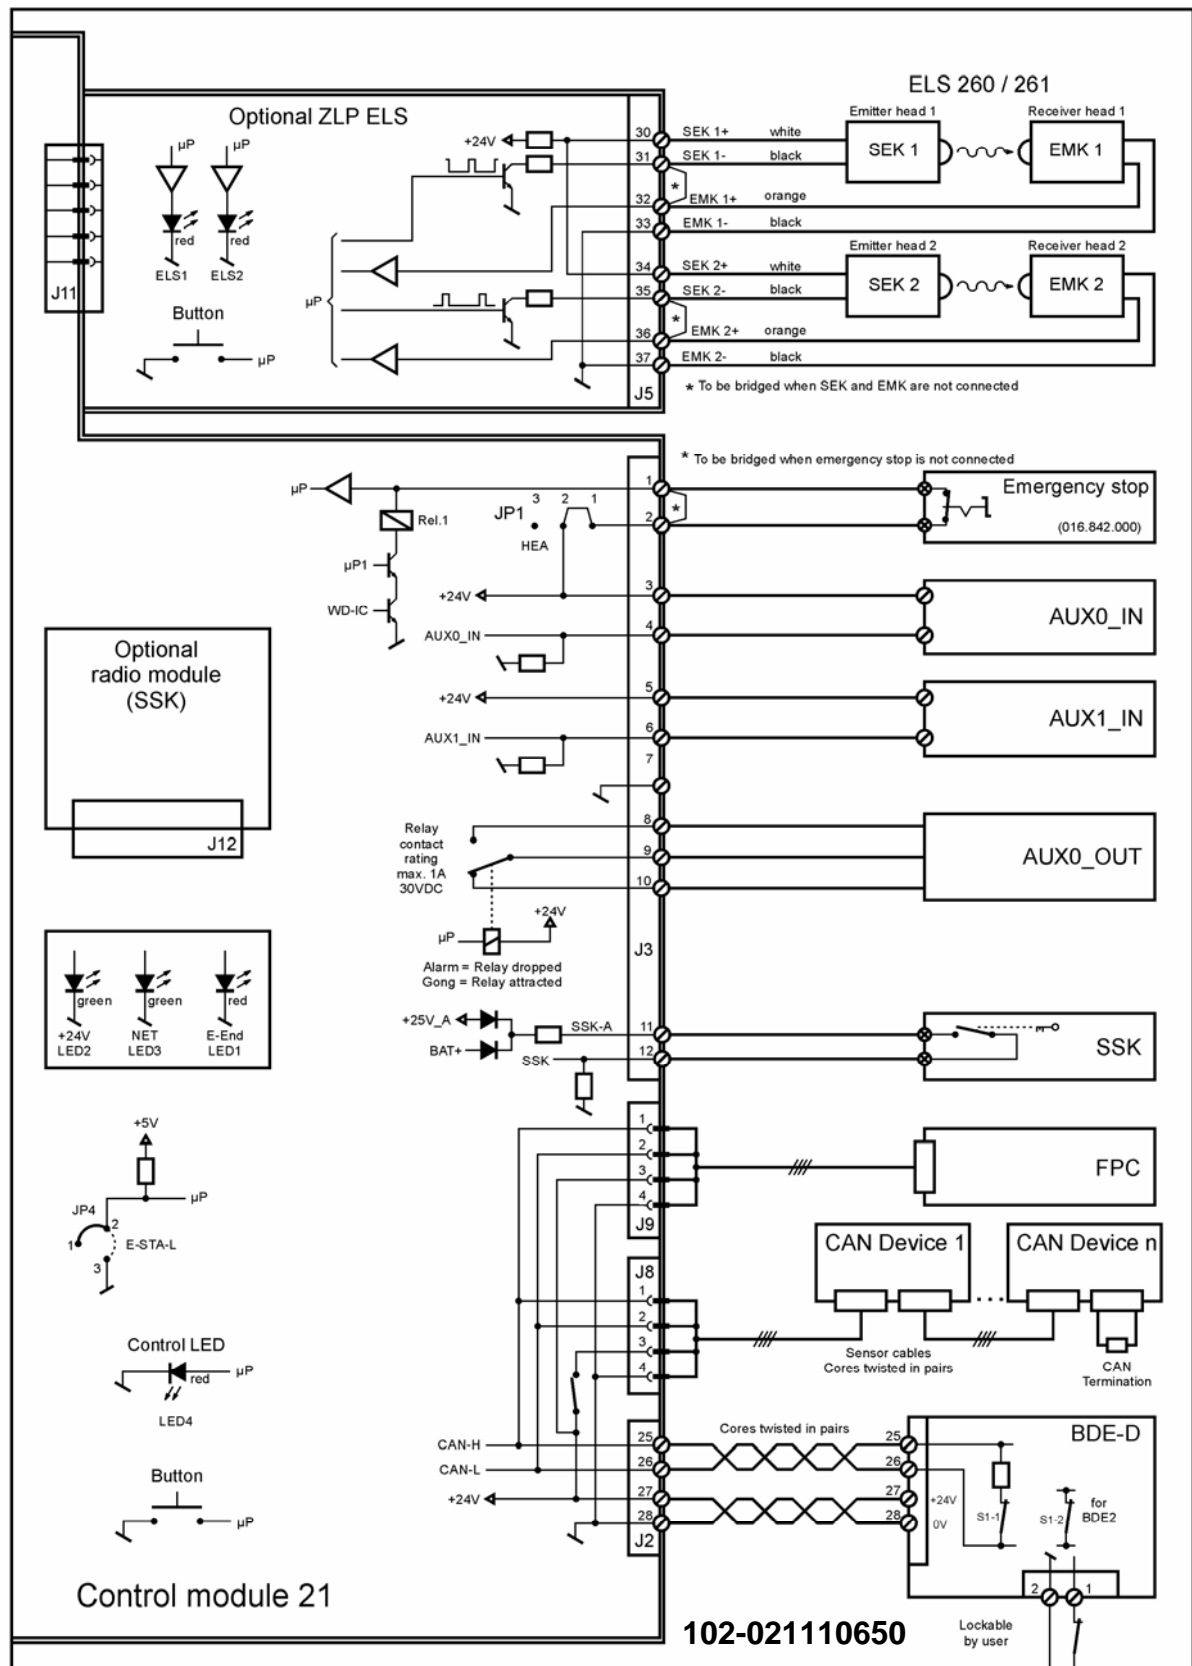 ELS 260 / 261
Optional ZLP ELS
Emitter head 1
Receiver head 1
+24V
30
SEK 1+
white
SEK 1
EMK 1
31
SEK 1-
black
*
32
EMK 1+
orange
33
EMK 1-
black
µP
µP
red
red
ELS1
ELS2
J11
Emitter head 2
Receiver head 2
34
SEK 2+
white
SEK 2
EMK 2
35
SEK 2-
black
*
µP
36
EMK 2+
orange
37
EMK 2-
black
Button
µP
J5
* To be bridged when SEK and EMK are not connected
* To be bridged when emergency stop is not connected
µP
1
Emergency stop
(016.842.000)
JP1
3
2
1
2
*
HEA
Rel.1
µP1
WD-IC
+24V
3
AUX0_IN
4
AUX0_IN
+24V
5
AUX1_IN
6
AUX1_IN
7
Optional
radio module
(SSK)
J12
Relay
contact
rating
max. 1A
30VDC
8
9
10
AUX0_OUT
+24V
µP
J3
Alarm = Relay dropped
Gong = Relay attracted
green
green
red
+24V
LED2
NET
LED3
E-End
LED1
+25V_A
SSK-A
11
BAT+
SSK
12
SSK
1
2
3
4
J9
FPC
+5V
µP
JP4
2
1
E-STA-L
3
J8
1
2
3
4
CAN Device 1
CAN Device n
Sensor cables
Cores twisted in pairs
CAN
Termination
Control LED
µP
red
LED4
CAN-H
25
Cores twisted in pairs
25
BDE-D
CAN-L
26
26
+24V
27
27
+24V
28
28
0V
S1-1
S1-2
for
BDE2
J2
Button
µP
Control module 21
2
1
102-021110650
Lockable
by user